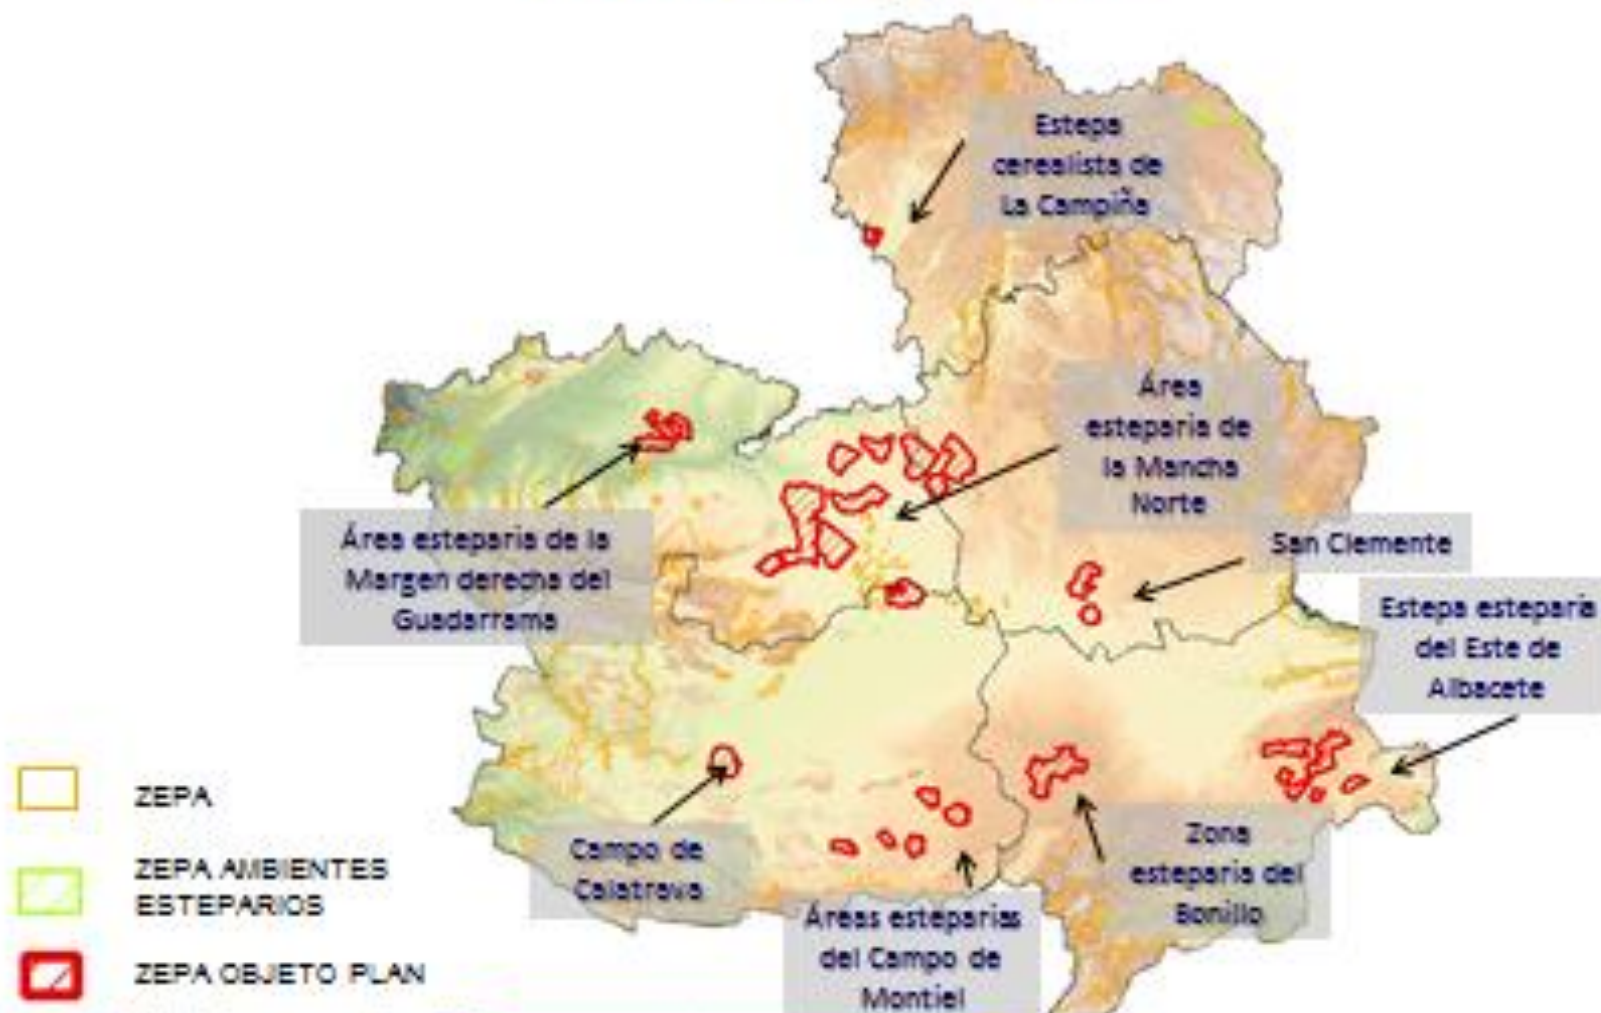 Estepa
cerealista de
La Campiña
Área
esteparia de
la Mancha
Norte
Área esteparia de la
Margen derecha del
Guadarrama
San Clemente
Estepa esteparia
del Este de
Albacete
Campo de
Calatrava
Áreas esteparias
del Campo de
Montiel
Zona
esteparia del
Bonillo
ZEPA
ZEPA AMBIENTES
ESTEPARIOS
ZEPA OBJETO PLAN